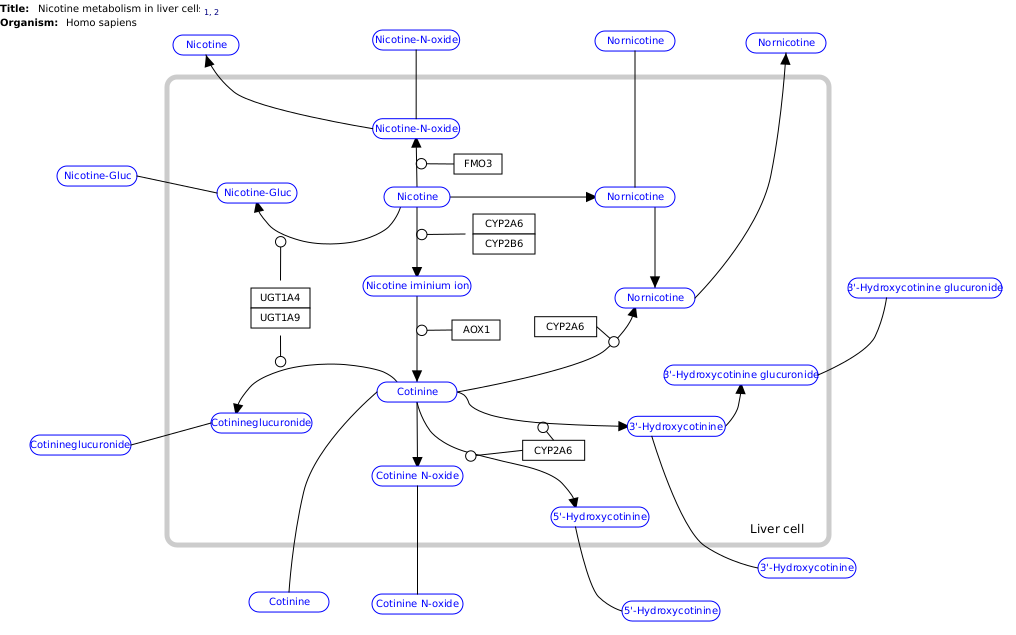 Title: Nicotine metabolism in liver cells 1, 2
Organism: Homo sapiens
Nicotine
Nicotine-N-oxide
Nornicotine
Nornicotine
Nicotine-N-oxide
FMO3
Nicotine-Gluc
Nicotine-Gluc
Nicotine
Nornicotine
CYP2A6
CYP2B6
Nicotine iminium ion
Nornicotine
3'-Hydroxycotinine glucuronide
UGT1A4
UGT1A9
AOX1
CYP2A6
3'-Hydroxycotinine glucuronide
Cotinine
Cotinineglucuronide
3'-Hydroxycotinine
Cotinineglucuronide
CYP2A6
Cotinine N-oxide
5'-Hydroxycotinine
Liver cell
3'-Hydroxycotinine
Cotinine
Cotinine N-oxide
5'-Hydroxycotinine